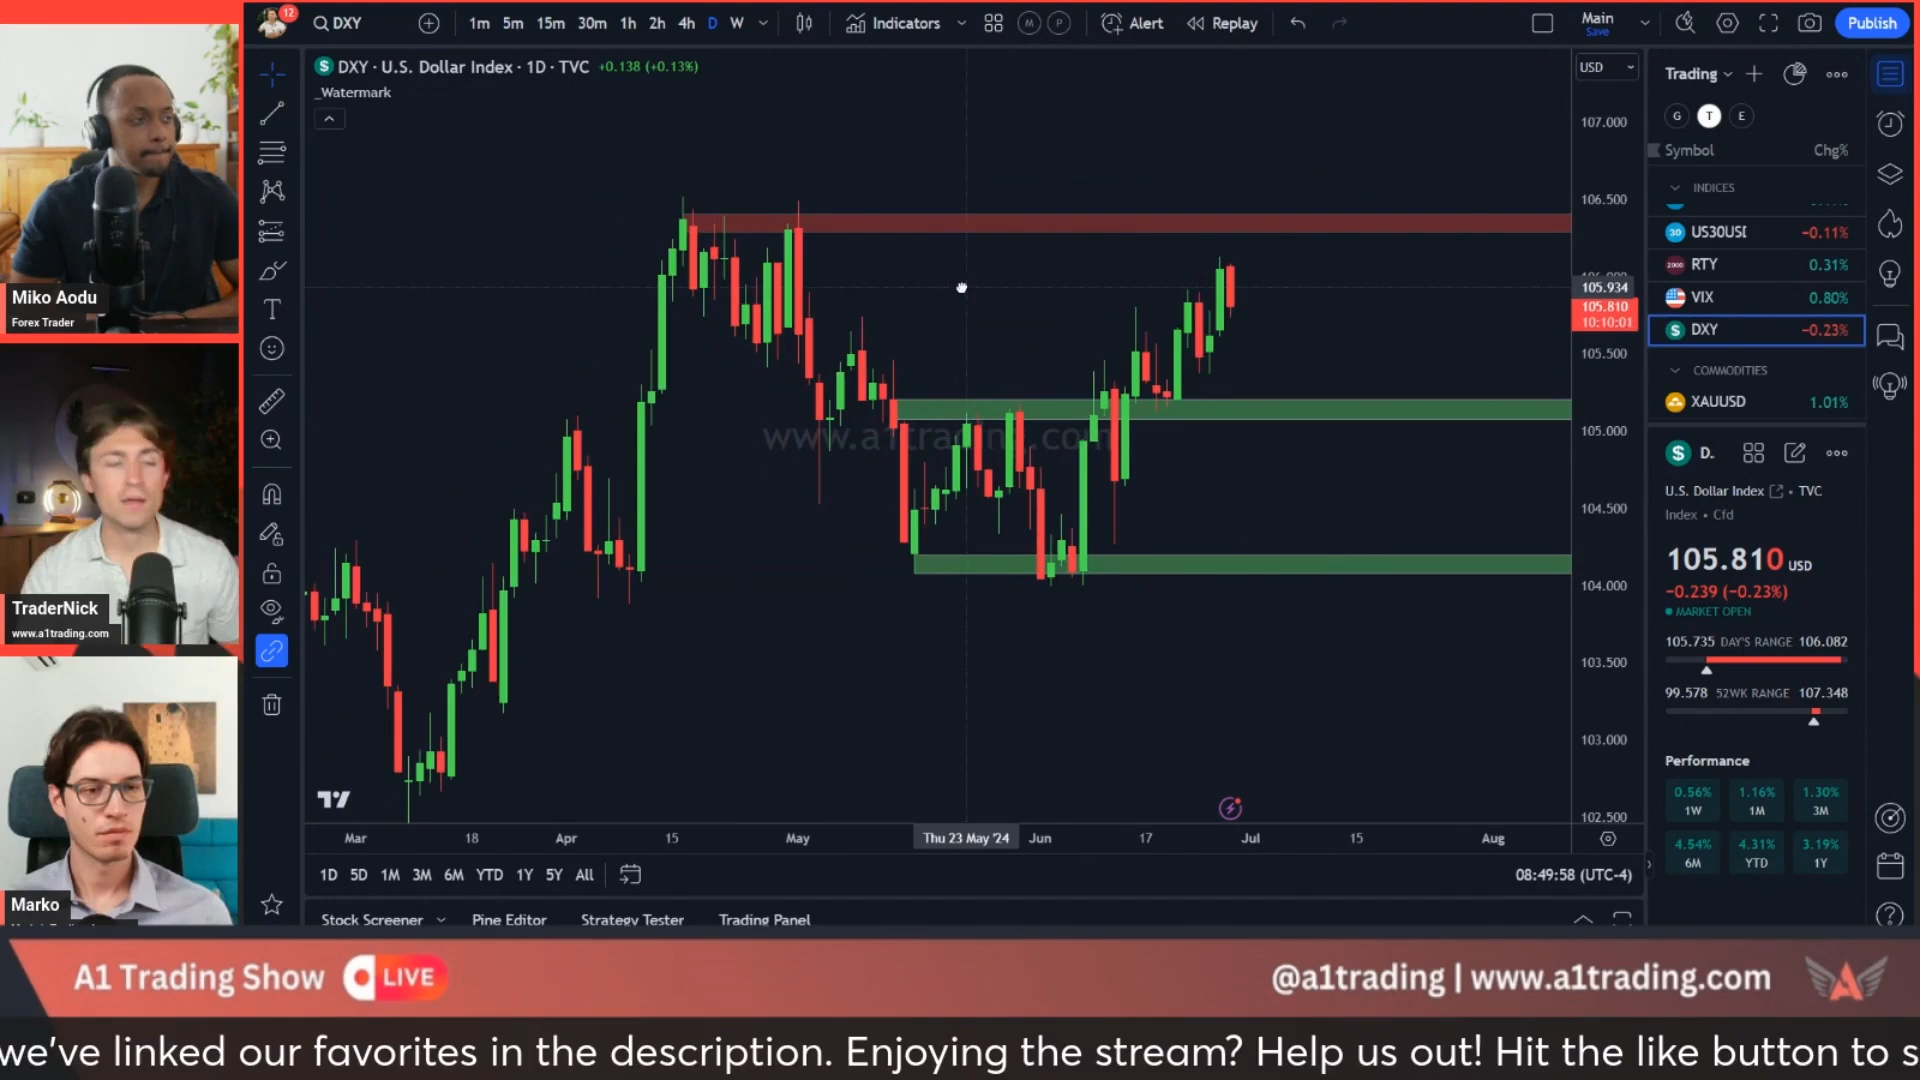 12
DXY
1m 5m 15m 30m 1h 2h 4h D W
Indicators
M
P
Alert
Replay
Main
Save
Publish
DXY · U.S. Dollar Index · 1D · TVC +0.138 (+0.13%)
_Watermark
USD
107.000
106.500
105.934
105.810
10:10:01
105.500
105.000
104.500
104.000
103.500
103.000
102.500
www.a1trading.com
Mar 18 Apr 15 May Thu 23 May '24 Jun 17 Jul 15 Aug
1D 5D 1M 3M 6M YTD 1Y 5Y All
08:49:58 (UTC-4)
Stock Screener Pine Editor Strategy Tester Trading Panel
Trading
G T E
Symbol Chg%
INDICES
30 US30USI −0.11%
2000 RTY 0.31%
VIX 0.80%
$ DXY −0.23%
COMMODITIES
XAUUSD 1.01%
$ D.
U.S. Dollar Index • TVC
Index • Cfd
105.810 USD
−0.239 (−0.23%)
MARKET OPEN
105.735 DAY'S RANGE 106.082
99.578 52WK RANGE 107.348
Performance
0.56% 1.16% 1.30%
1W 1M 3M
4.54% 4.31% 3.19%
6M YTD 1Y
Miko Aodu
Forex Trader
TraderNick
www.a1trading.com
Marko
A1 Trading Show LIVE
@a1trading | www.a1trading.com
we've linked our favorites in the description. Enjoying the stream? Help us out! Hit the like button to s